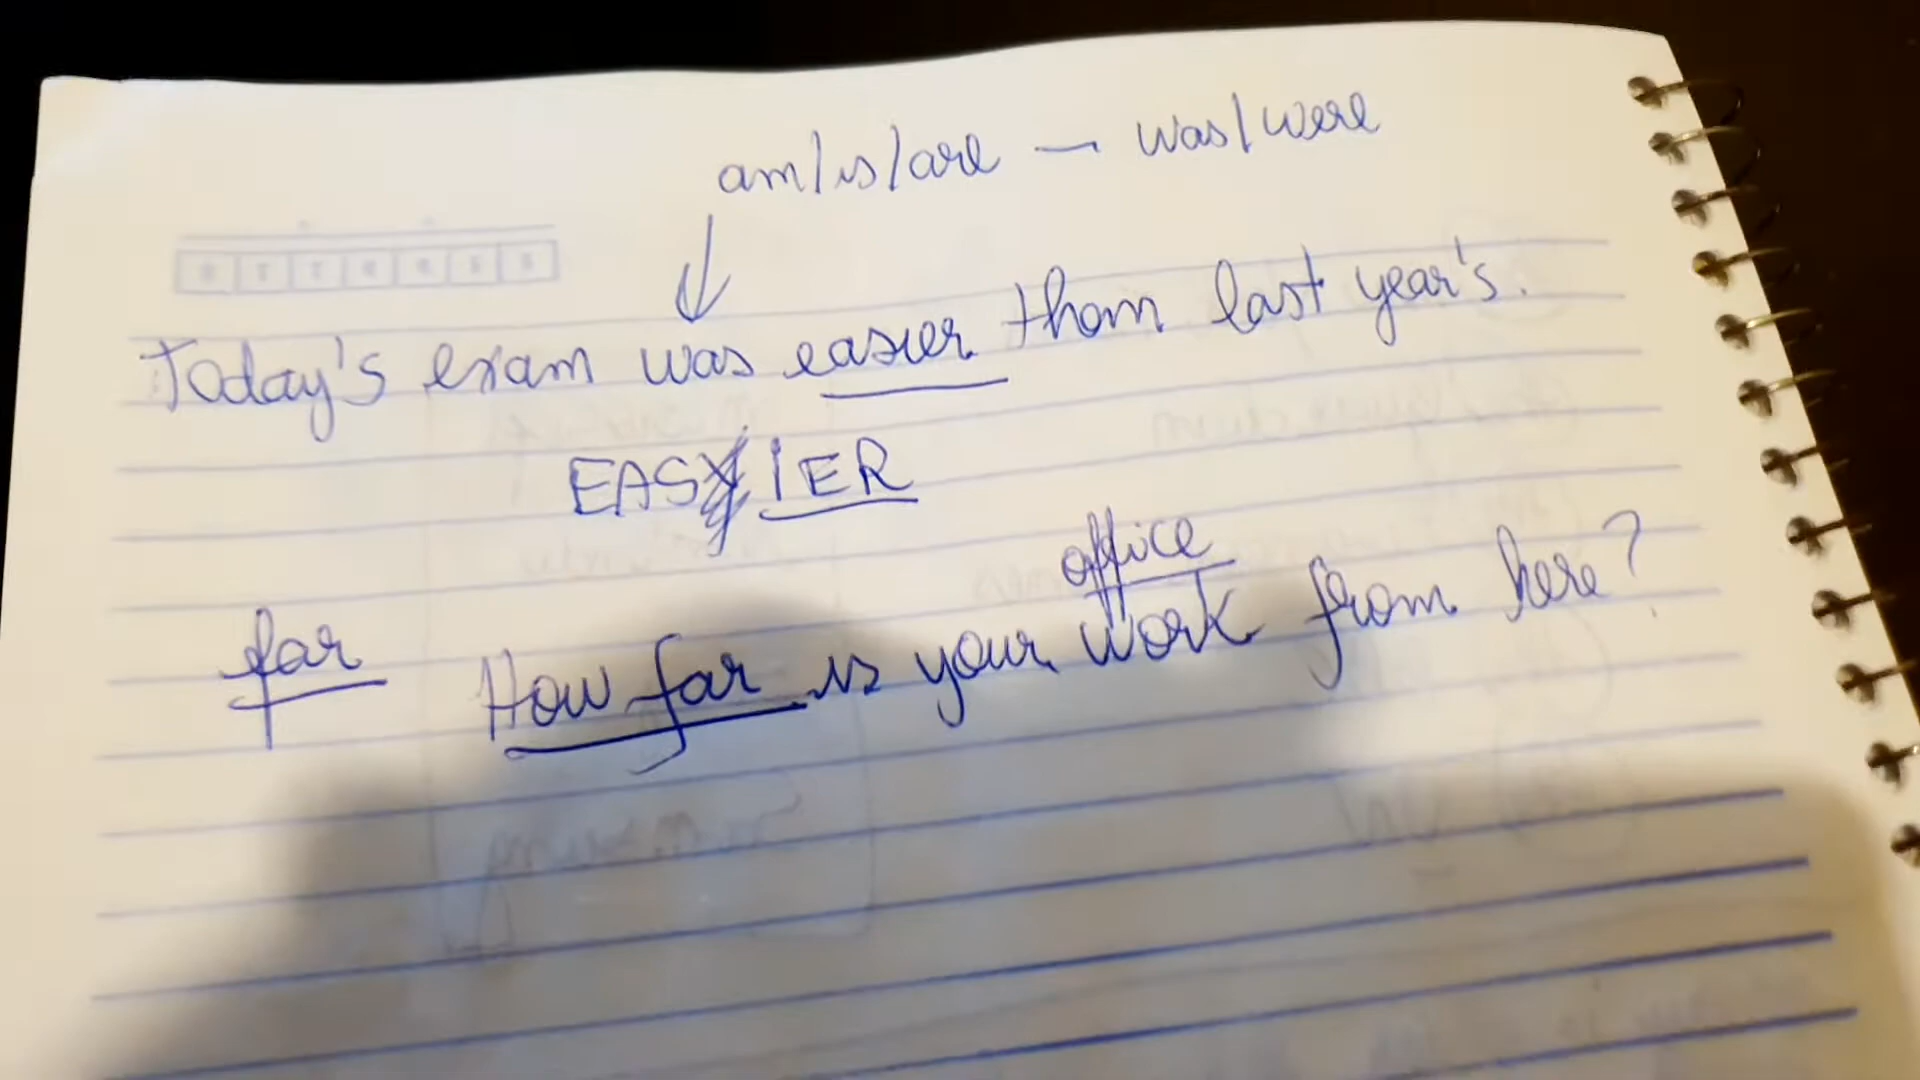 am/is/are — was/were
Today's exam was easier than last year's.
EASIER
office
far How far is your work from here?